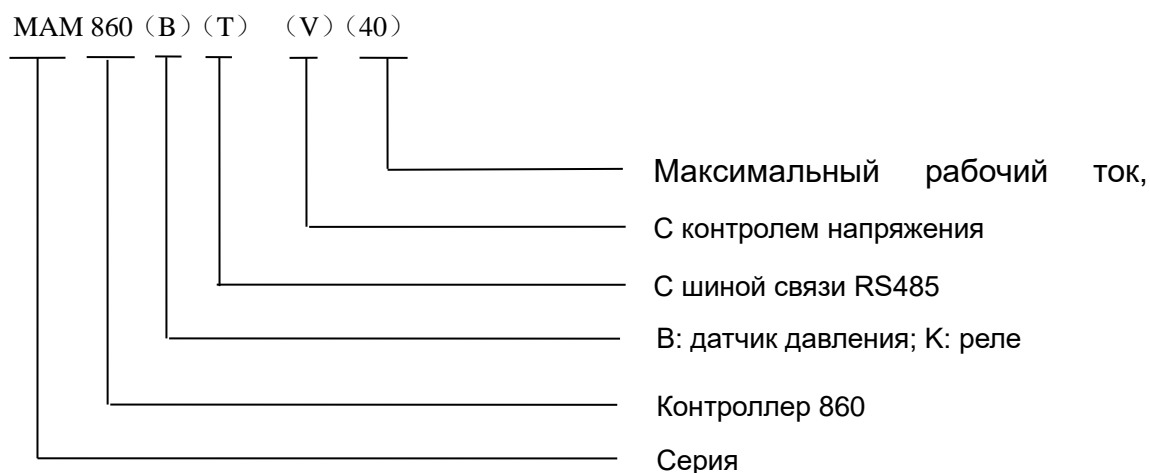 MAM 860（B）（T） （V）（40）
Максимальный рабочий ток,
С контролем напряжения
С шиной связи RS485
B: датчик давления; K: реле
Контроллер 860
Серия